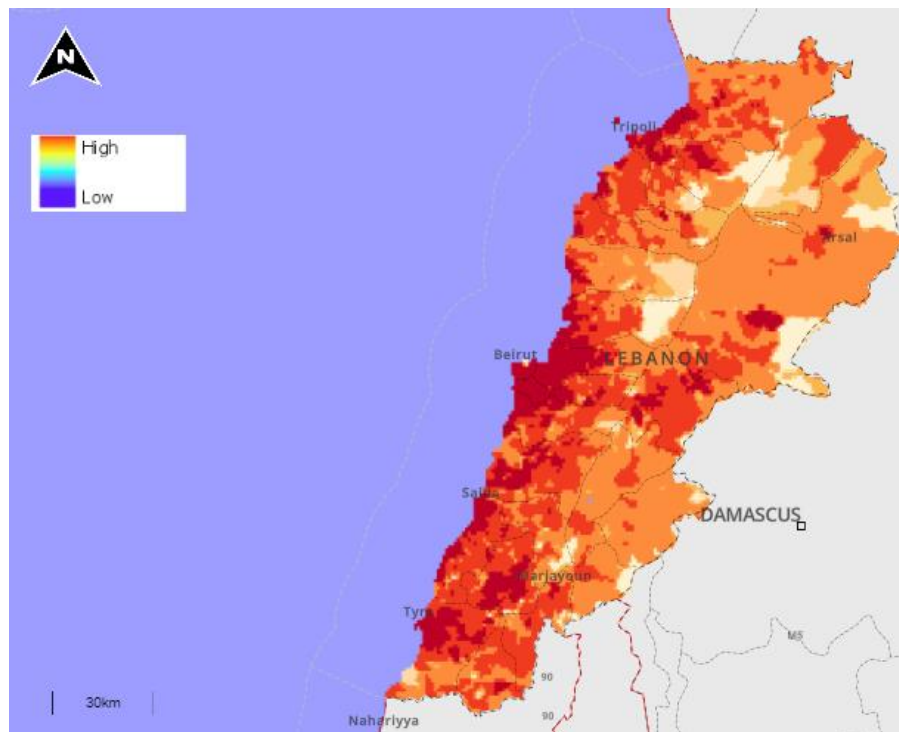 N
Tripoli
High
Low
Arsal
Beirut
LEBANON
Saida
DAMASCUS
Marjayoun
Tyre
M5
90
30km
90
Nahariyya